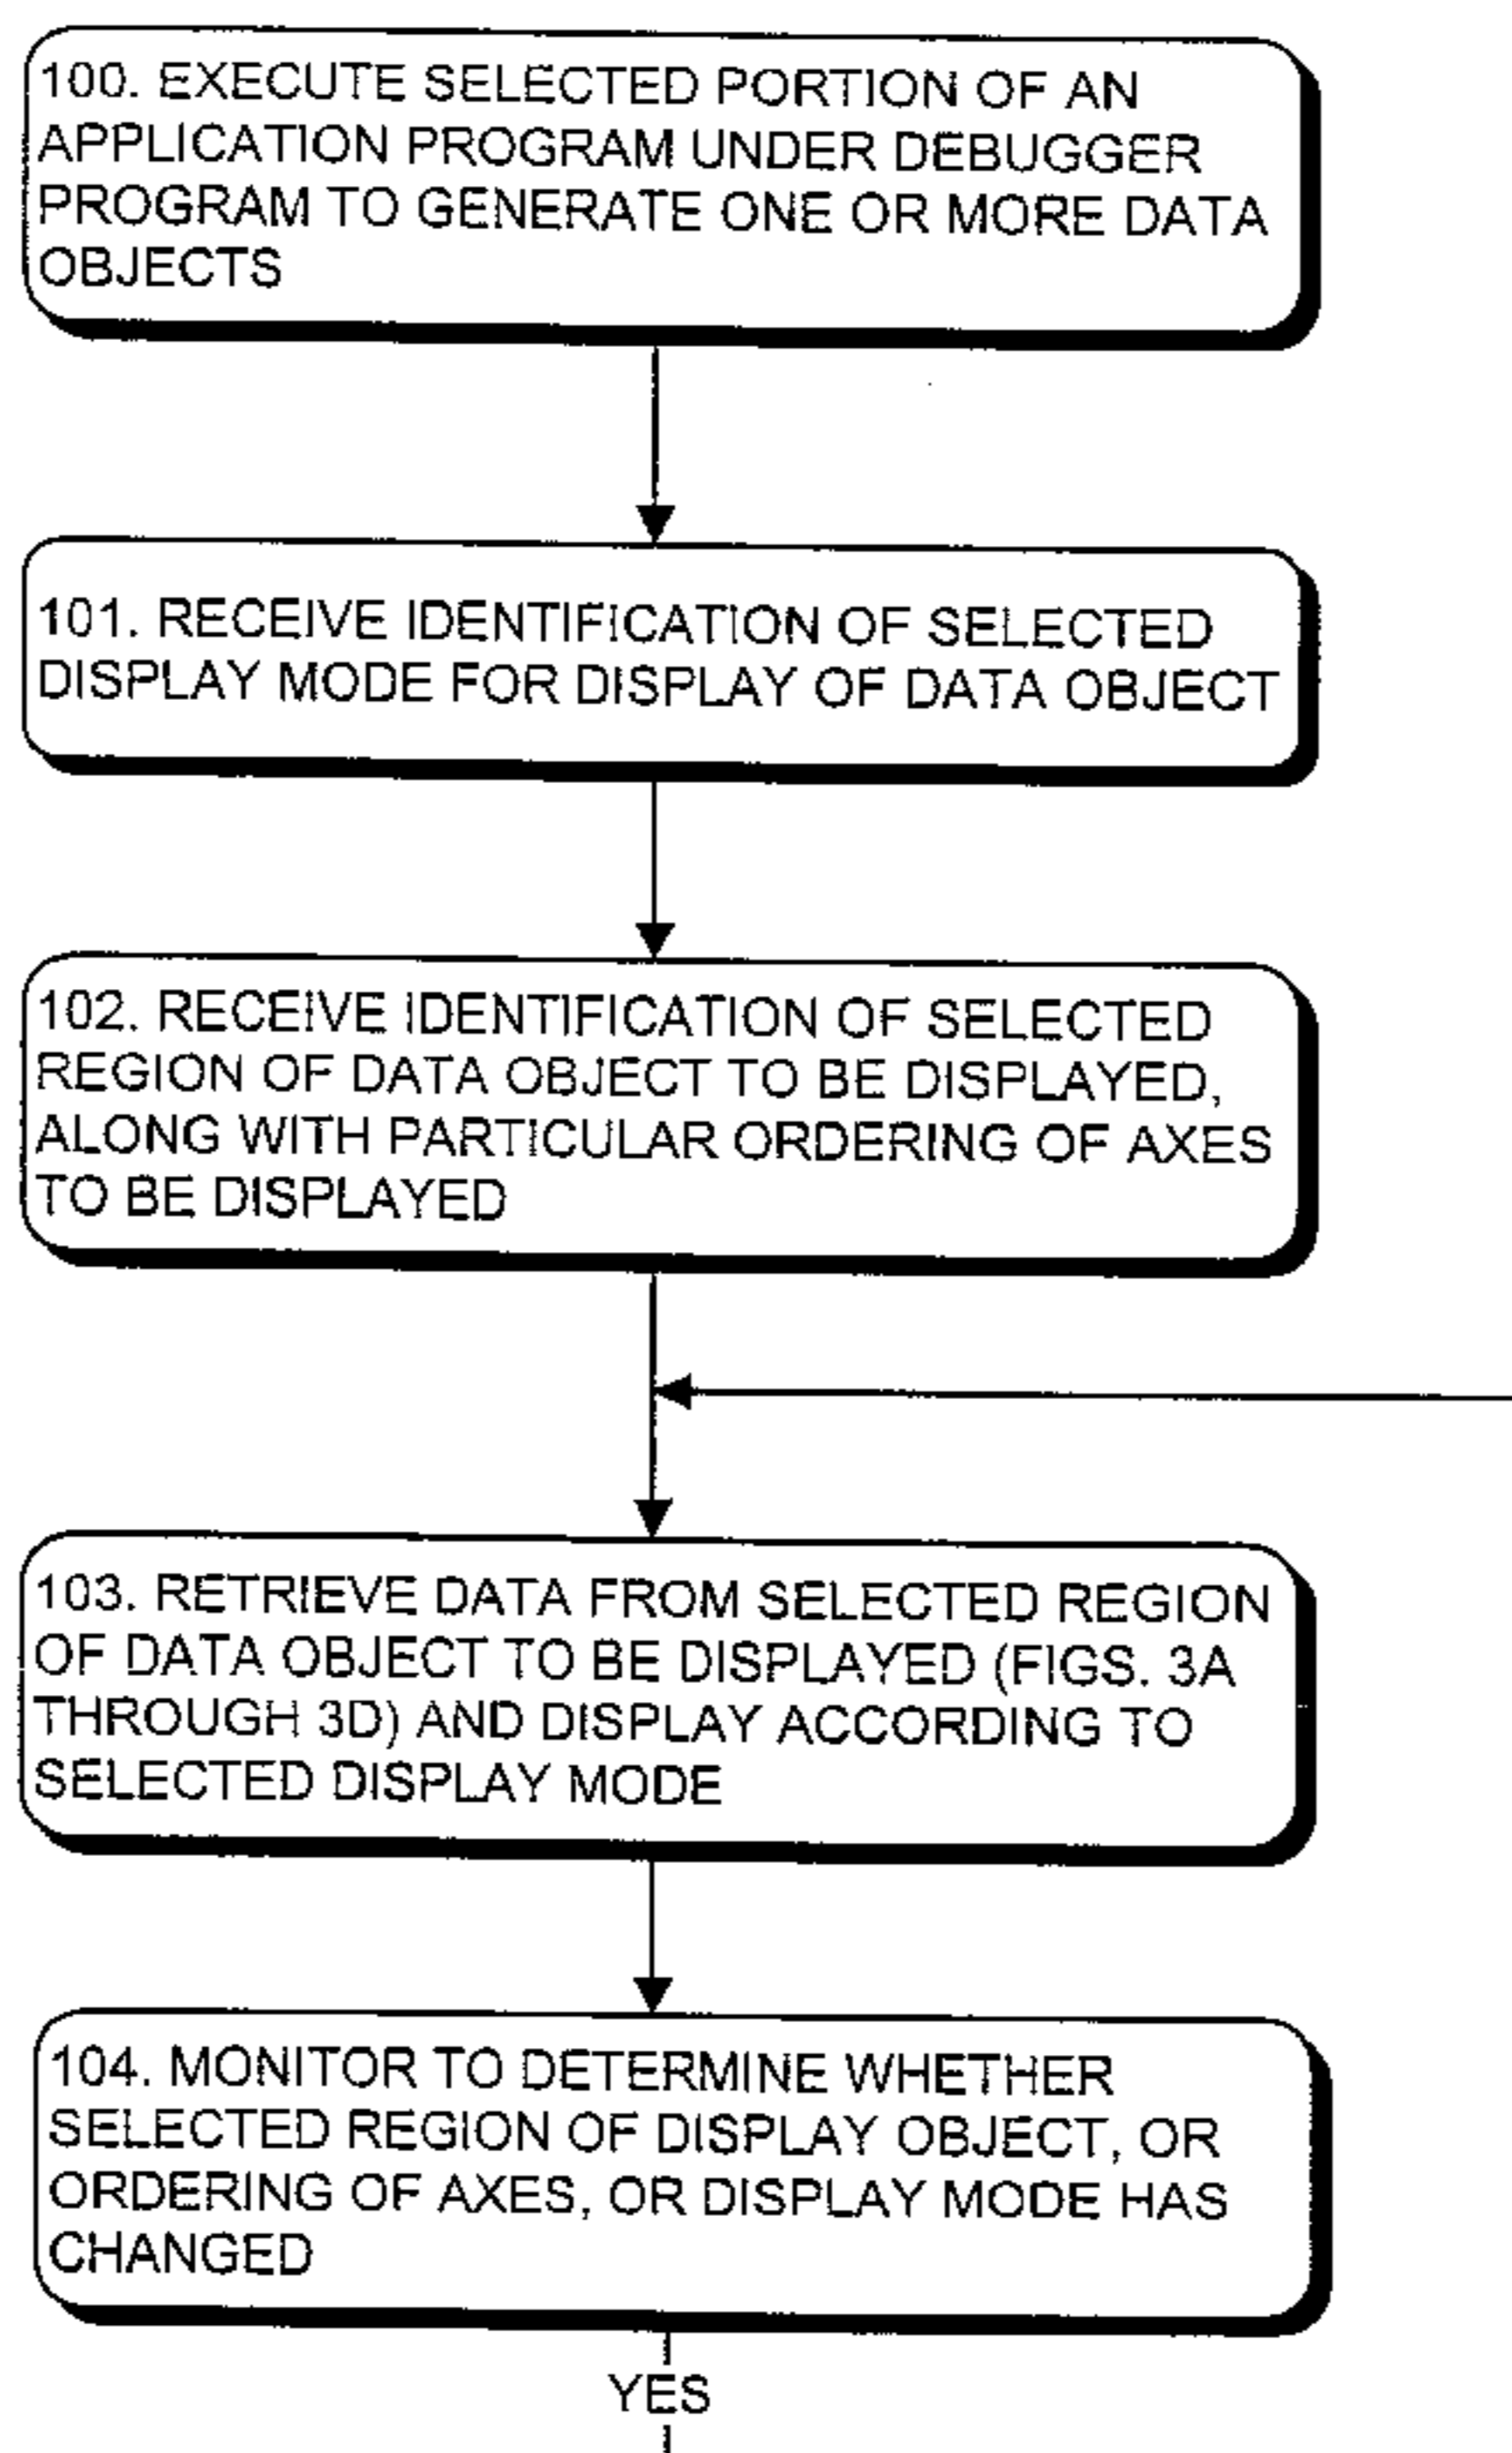 100. EXECUTE SELECTED PORTION OF AN
APPLICATION PROGRAM UNDER DEBUGGER
PROGRAM TO GENERATE ONE OR MORE DATA
OBJECTS
101. RECEIVE IDENTIFICATION OF SELECTED
DISPLAY MODE FOR DISPLAY OF DATA OBJECT
102. RECEIVE IDENTIFICATION OF SELECTED
REGION OF DATA OBJECT TO BE DISPLAYED,
ALONG WITH PARTICULAR ORDERING OF AXES
TO BE DISPLAYED
103. RETRIEVE DATA FROM SELECTED REGION
OF DATA OBJECT TO BE DISPLAYED (FIGS. 3A
THROUGH 3D) AND DISPLAY ACCORDING TO
SELECTED DISPLAY MODE
104. MONITOR TO DETERMINE WHETHER
SELECTED REGION OF DISPLAY OBJECT, OR
ORDERING OF AXES, OR DISPLAY MODE HAS
CHANGED
YES